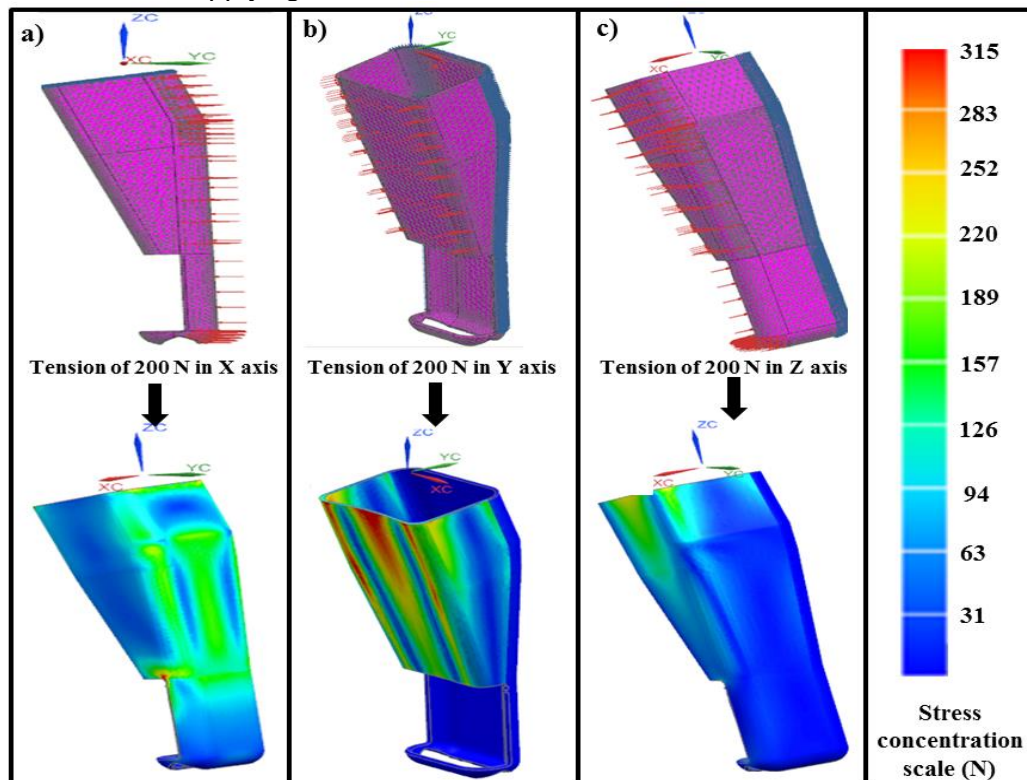 a)
ZC
XC
YC
b)
ZC
YC
c)
XC
YC
315
283
252
220
189
157
126
94
63
31
Tension of 200 N in X axis
Tension of 200 N in Y axis
Tension of 200 N in Z axis
ZC
XC
YC
ZC
YC
XC
XC
YC
Stress
concentration
scale (N)